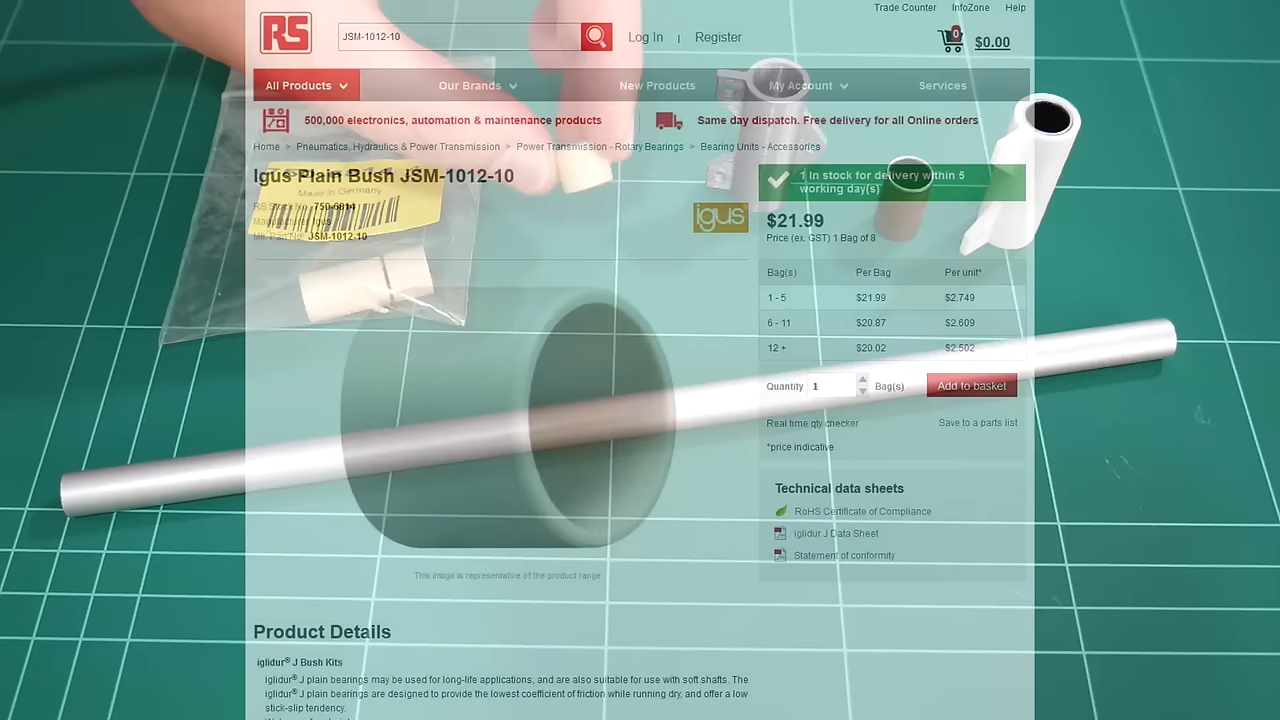 Trade Counter InfoZone Help
RS
JSM-1012-10
Log In | Register
0
$0.00
All Products
Our Brands
New Products
My Account
Services
500,000 electronics, automation & maintenance products
Same day dispatch. Free delivery for all Online orders
Home > Pneumatics, Hydraulics & Power Transmission > Power Transmission - Rotary Bearings > Bearing Units - Accessories
Igus Plain Bush JSM-1012-10
Made in Germany
RS Stock No. 750-6814
Manufacturer Igus
Mfr. Part No. JSM-1012-10
igus
1 In stock for delivery within 5
working day(s)
$21.99
Price (ex. GST) 1 Bag of 8
Bag(s) Per Bag Per unit*
1 - 5 $21.99 $2.749
6 - 11 $20.87 $2.609
12 + $20.02 $2.502
Quantity 1 Bag(s) Add to basket
Real time qty checker Save to a parts list
*price indicative
Technical data sheets
RoHS Certificate of Compliance
iglidur J Data Sheet
Statement of conformity
This image is representative of the product range
Product Details
iglidur® J Bush Kits
iglidur® J plain bearings may be used for long-life applications, and are also suitable for use with soft shafts. The
iglidur® J plain bearings are designed to provide the lowest coefficient of friction while running dry, and offer a low
stick-slip tendency.